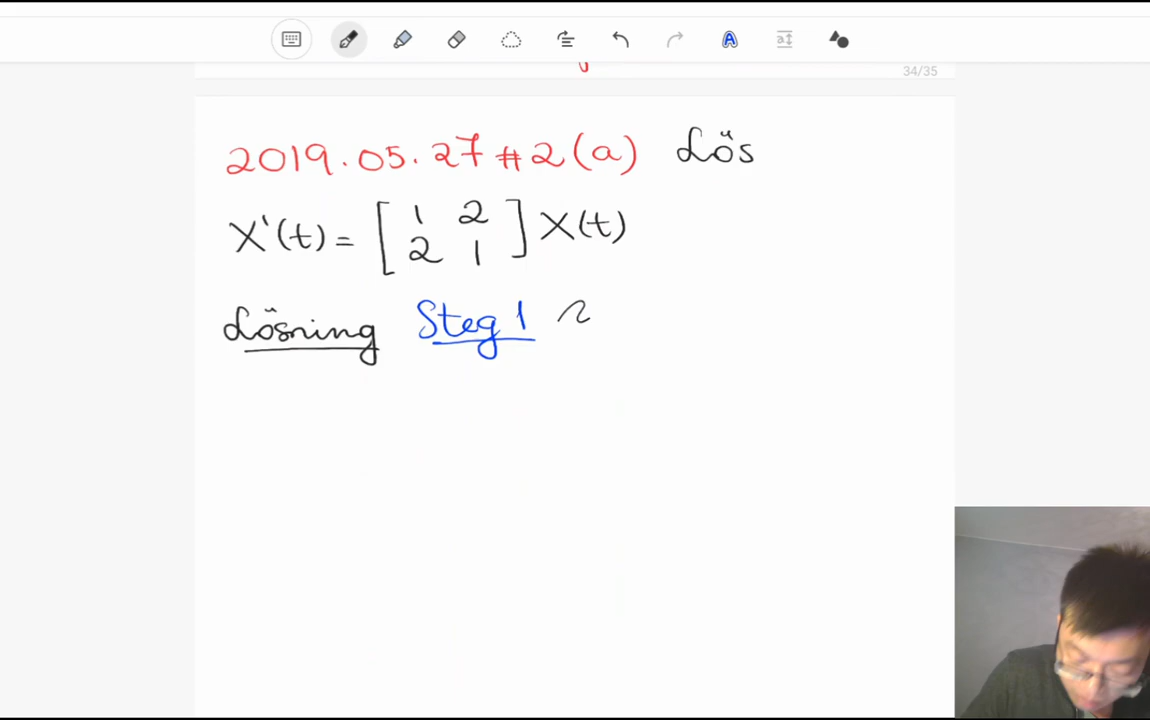 34/35
2019.05.27 #2(a) Lös
X'(t) = [1 2; 2 1] X(t)
Lösning Steg 1